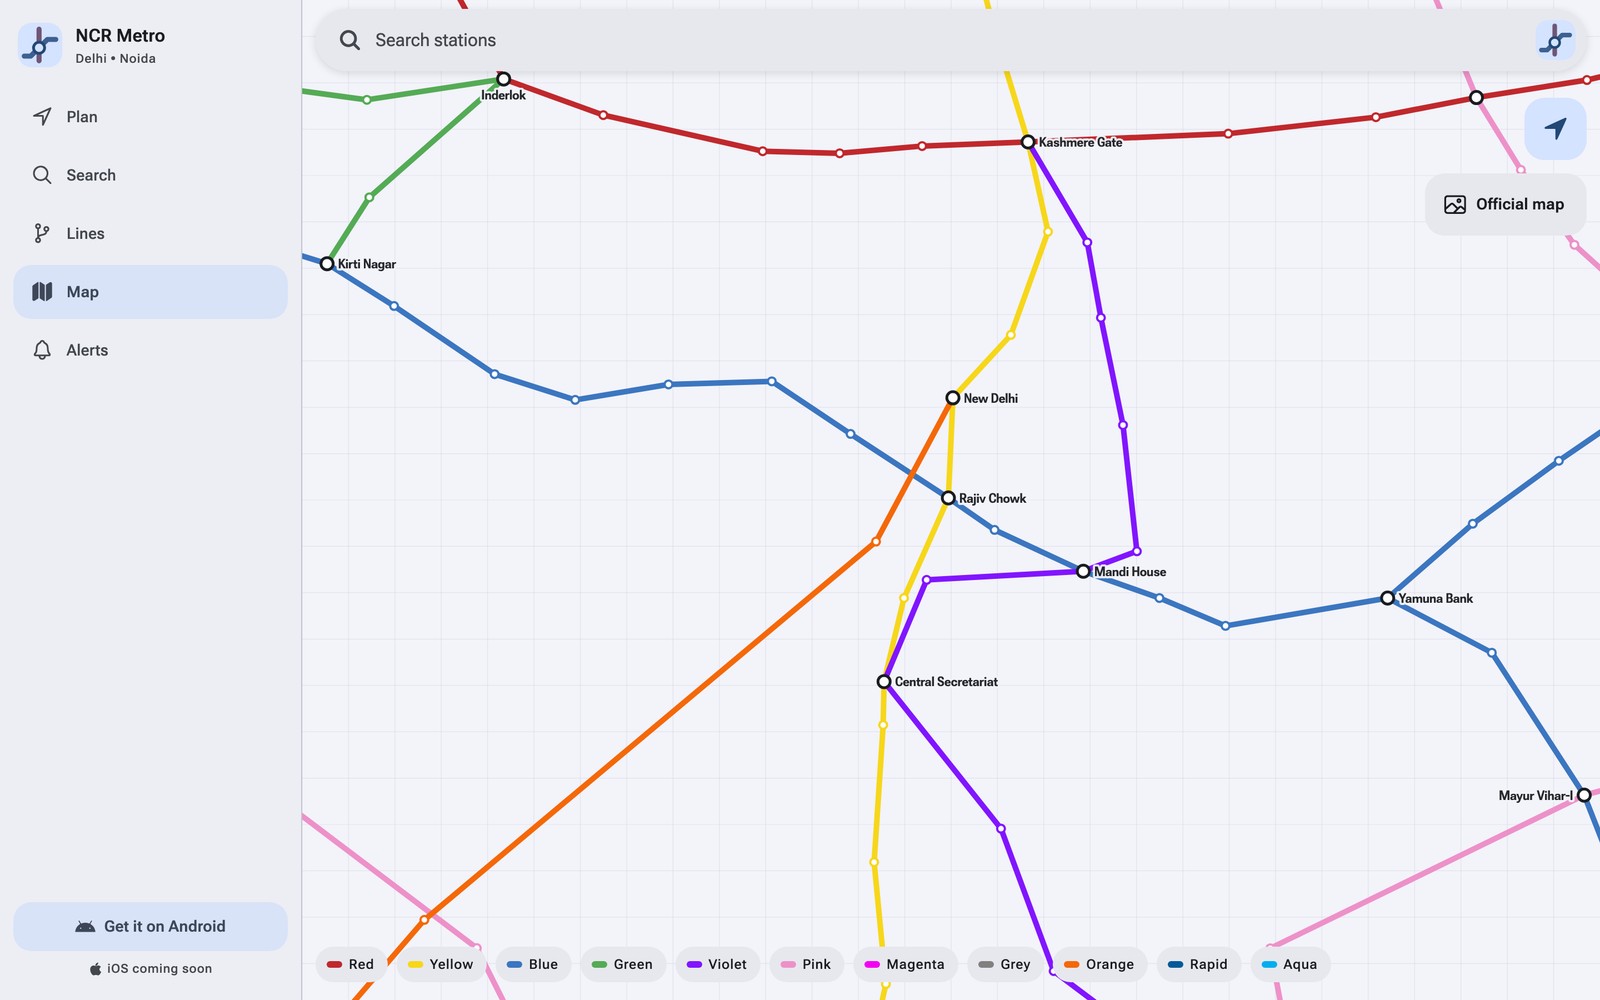 NCR Metro
Delhi • Noida
Plan
Search
Lines
Map
Alerts
Get it on Android
iOS coming soon
Search stations
Official map
Inderlok
Kashmere Gate
Kirti Nagar
New Delhi
Rajiv Chowk
Mandi House
Yamuna Bank
Central Secretariat
Mayur Vihar-I
Red
Yellow
Blue
Green
Violet
Pink
Magenta
Grey
Orange
Rapid
Aqua